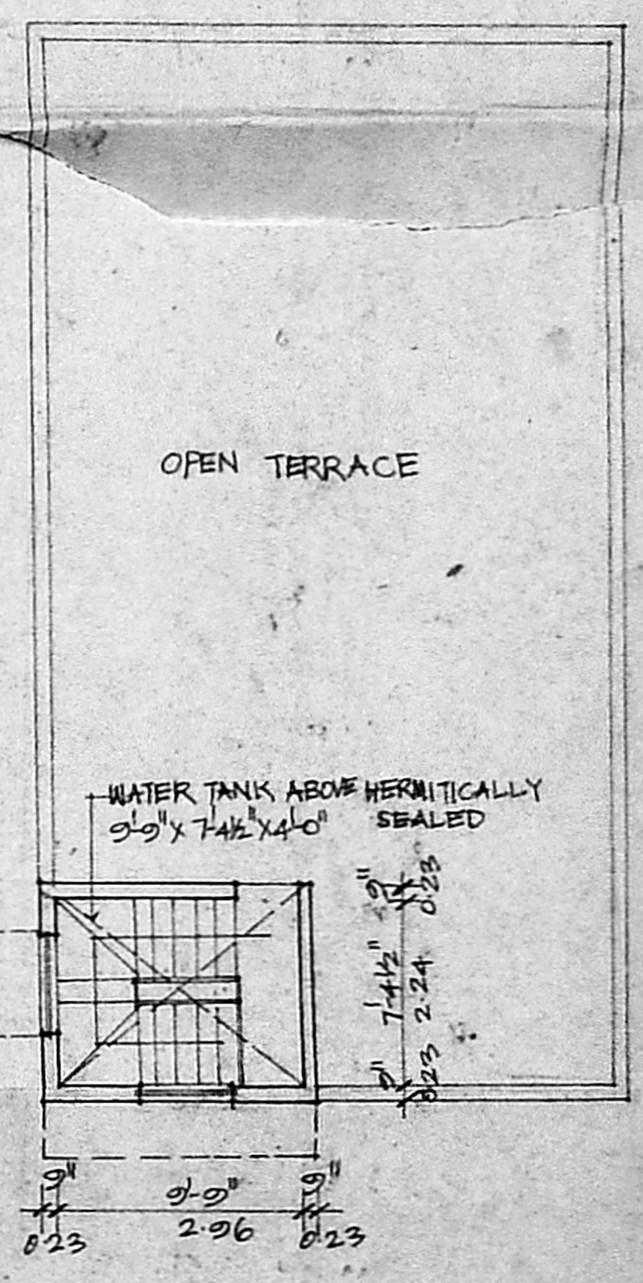 OPEN TERRACE
WATER TANK ABOVE HERMITICALLY
9'-9" X 7'-4½" X 4'-0" SEALED
9" 0.23
7'-4½" 2.24
9" 0.23
9" 9'-9" 9"
0.23 2.96 0.23